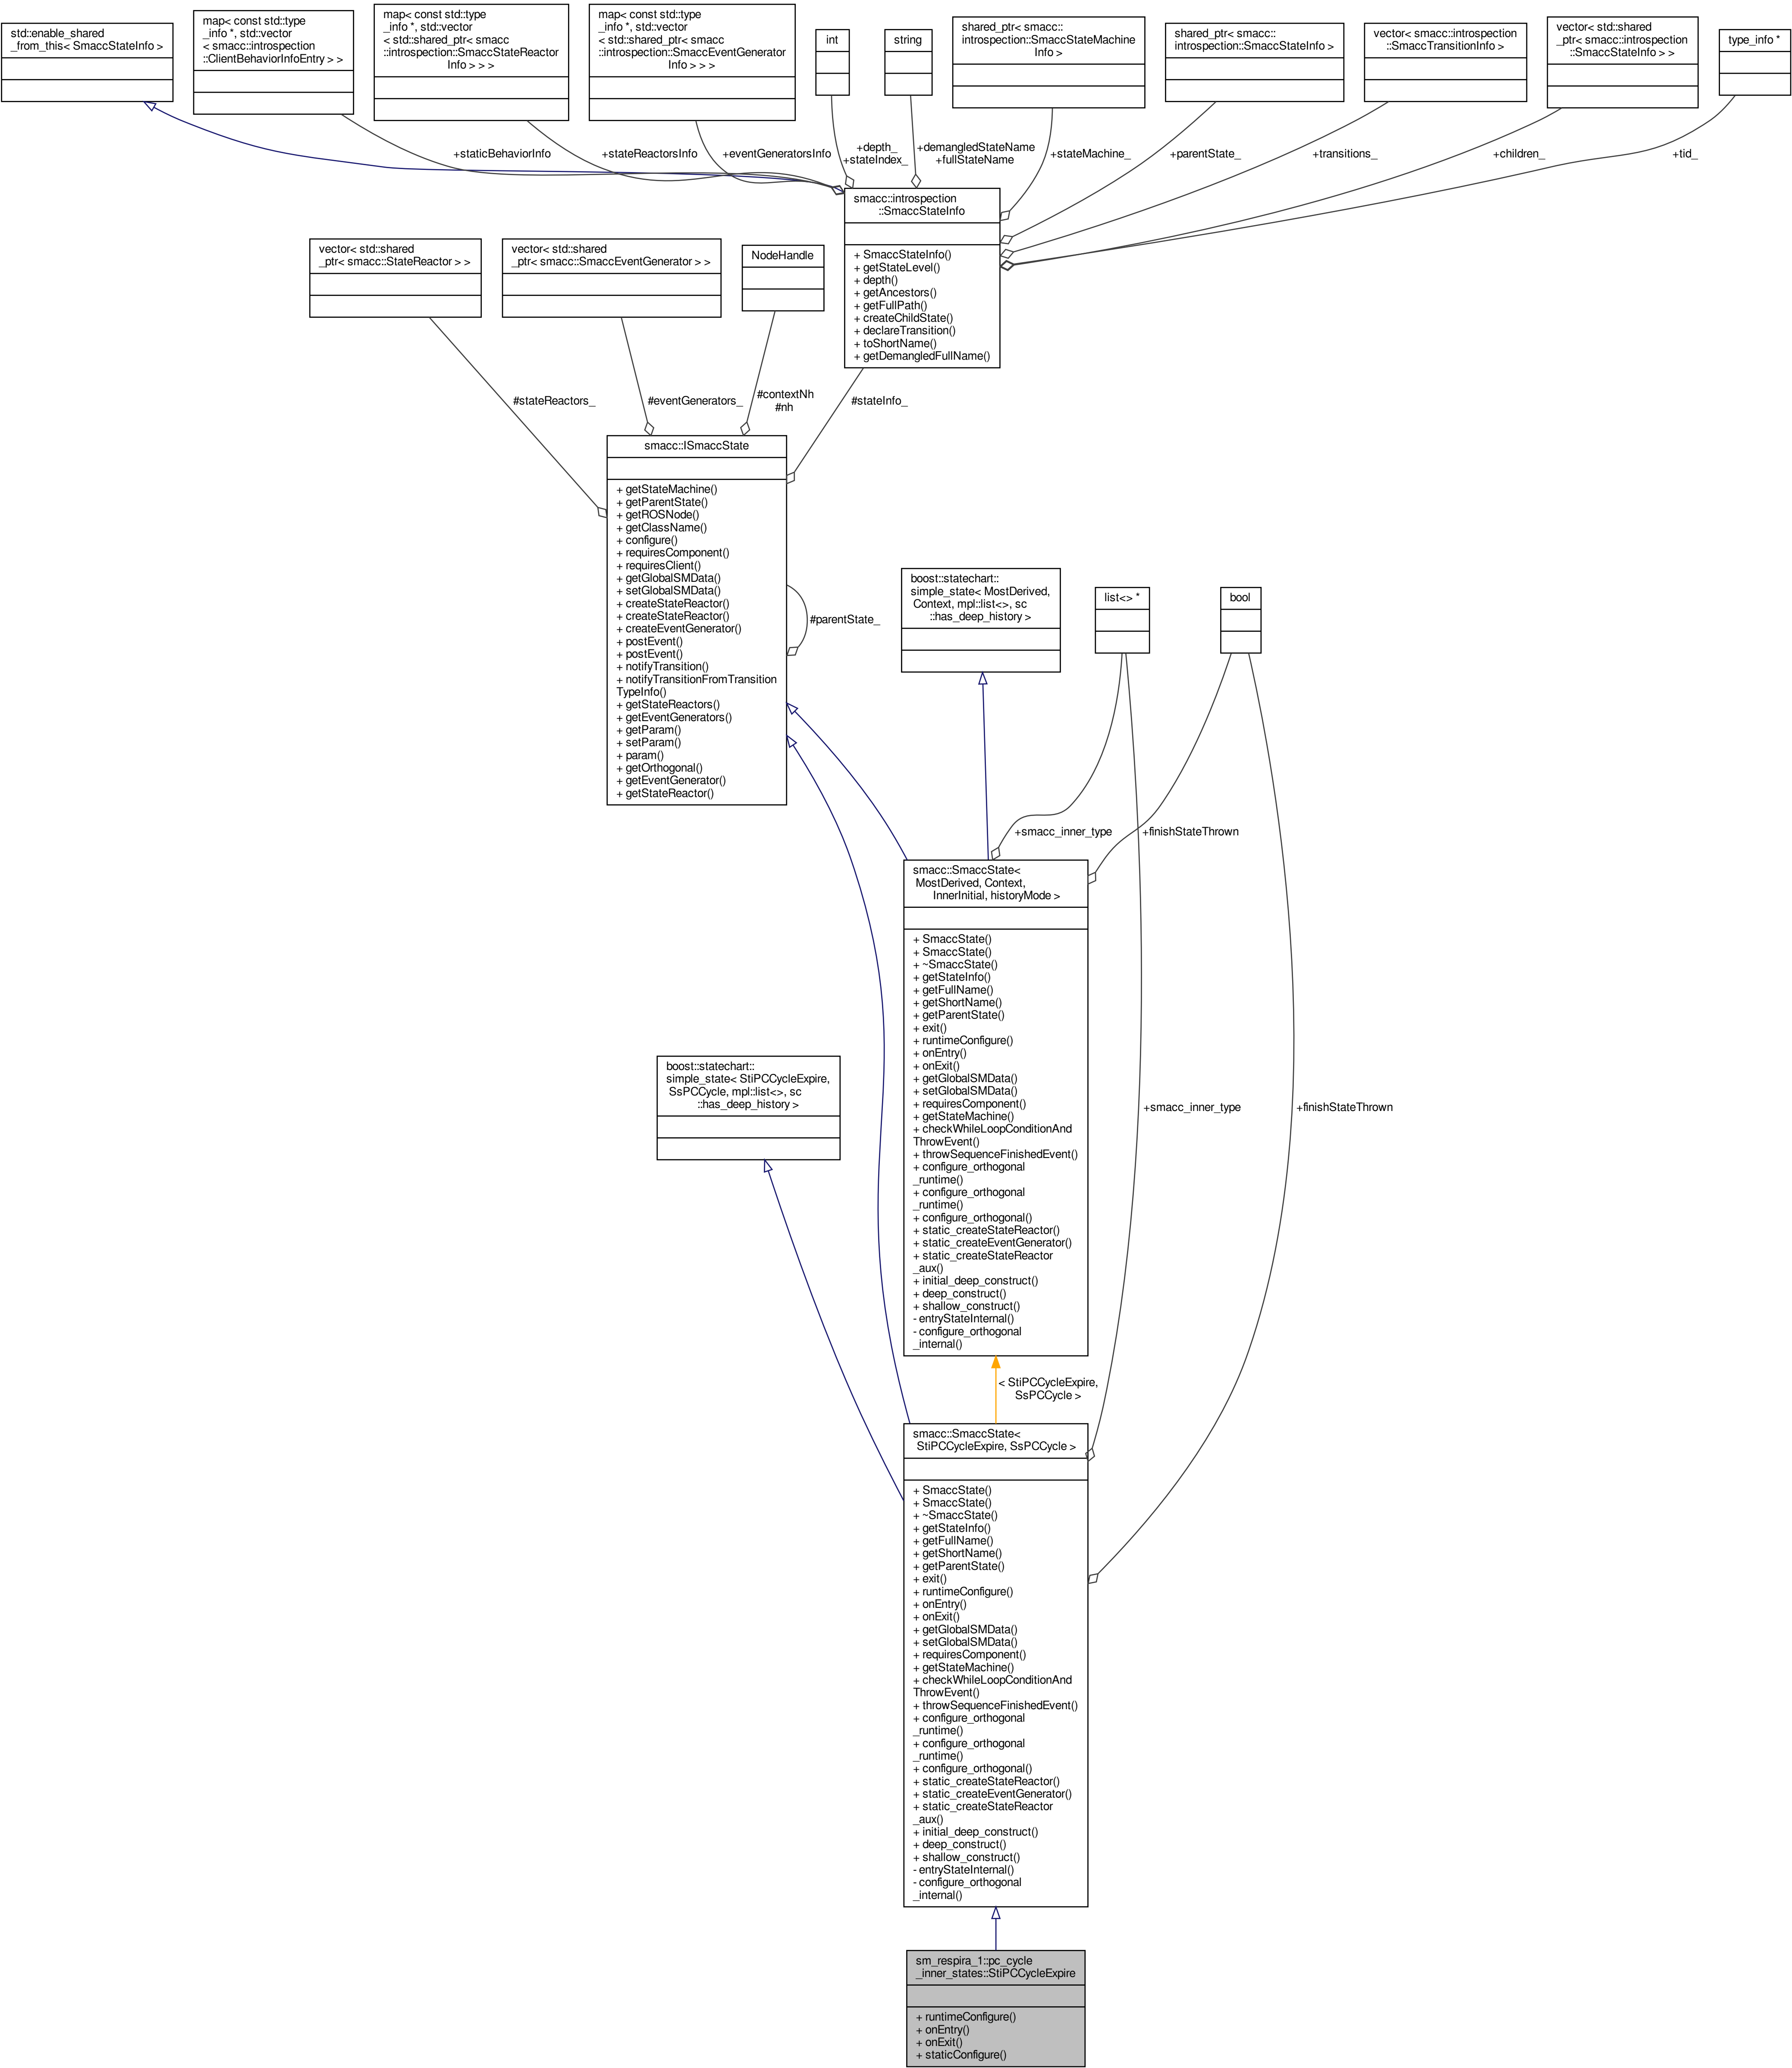 std::enable_shared
_from_this< SmaccStateInfo >
map< const std::type
_info *, std::vector
< smacc::introspection
::ClientBehaviorInfoEntry > >
map< const std::type
_info *, std::vector
< std::shared_ptr< smacc
::introspection::SmaccStateReactor
Info > > >
map< const std::type
_info *, std::vector
< std::shared_ptr< smacc
::introspection::SmaccEventGenerator
Info > > >
int
string
shared_ptr< smacc::
introspection::SmaccStateMachine
Info >
shared_ptr< smacc::
introspection::SmaccStateInfo >
vector< smacc::introspection
::SmaccTransitionInfo >
vector< std::shared
_ptr< smacc::introspection
::SmaccStateInfo > >
type_info *
+staticBehaviorInfo
+stateReactorsInfo
+eventGeneratorsInfo
+depth_
+stateIndex_
+demangledStateName
+fullStateName
+stateMachine_
+parentState_
+transitions_
+children_
+tid_
smacc::introspection
::SmaccStateInfo
+ SmaccStateInfo()
+ getStateLevel()
+ depth()
+ getAncestors()
+ getFullPath()
+ createChildState()
+ declareTransition()
+ toShortName()
+ getDemangledFullName()
vector< std::shared
_ptr< smacc::StateReactor > >
vector< std::shared
_ptr< smacc::SmaccEventGenerator > >
NodeHandle
#stateReactors_
#eventGenerators_
#contextNh
#nh
#stateInfo_
smacc::ISmaccState
+ getStateMachine()
+ getParentState()
+ getROSNode()
+ getClassName()
+ configure()
+ requiresComponent()
+ requiresClient()
+ getGlobalSMData()
+ setGlobalSMData()
+ createStateReactor()
+ createStateReactor()
+ createEventGenerator()
+ postEvent()
+ postEvent()
+ notifyTransition()
+ notifyTransitionFromTransition
TypeInfo()
+ getStateReactors()
+ getEventGenerators()
+ getParam()
+ setParam()
+ param()
+ getOrthogonal()
+ getEventGenerator()
+ getStateReactor()
#parentState_
boost::statechart::
simple_state< MostDerived,
Context, mpl::list<>, sc
::has_deep_history >
list<> *
bool
+smacc_inner_type
+finishStateThrown
smacc::SmaccState<
MostDerived, Context,
InnerInitial, historyMode >
+ SmaccState()
+ SmaccState()
+ ~SmaccState()
+ getStateInfo()
+ getFullName()
+ getShortName()
+ getParentState()
+ exit()
+ runtimeConfigure()
+ onEntry()
+ onExit()
+ getGlobalSMData()
+ setGlobalSMData()
+ requiresComponent()
+ getStateMachine()
+ checkWhileLoopConditionAnd
ThrowEvent()
+ throwSequenceFinishedEvent()
+ configure_orthogonal
_runtime()
+ configure_orthogonal
_runtime()
+ configure_orthogonal()
+ static_createStateReactor()
+ static_createEventGenerator()
+ static_createStateReactor
_aux()
+ initial_deep_construct()
+ deep_construct()
+ shallow_construct()
- entryStateInternal()
- configure_orthogonal
_internal()
boost::statechart::
simple_state< StiPCCycleExpire,
SsPCCycle, mpl::list<>, sc
::has_deep_history >
+smacc_inner_type
+finishStateThrown
< StiPCCycleExpire,
SsPCCycle >
smacc::SmaccState<
StiPCCycleExpire, SsPCCycle >
+ SmaccState()
+ SmaccState()
+ ~SmaccState()
+ getStateInfo()
+ getFullName()
+ getShortName()
+ getParentState()
+ exit()
+ runtimeConfigure()
+ onEntry()
+ onExit()
+ getGlobalSMData()
+ setGlobalSMData()
+ requiresComponent()
+ getStateMachine()
+ checkWhileLoopConditionAnd
ThrowEvent()
+ throwSequenceFinishedEvent()
+ configure_orthogonal
_runtime()
+ configure_orthogonal
_runtime()
+ configure_orthogonal()
+ static_createStateReactor()
+ static_createEventGenerator()
+ static_createStateReactor
_aux()
+ initial_deep_construct()
+ deep_construct()
+ shallow_construct()
- entryStateInternal()
- configure_orthogonal
_internal()
sm_respira_1::pc_cycle
_inner_states::StiPCCycleExpire
+ runtimeConfigure()
+ onEntry()
+ onExit()
+ staticConfigure()